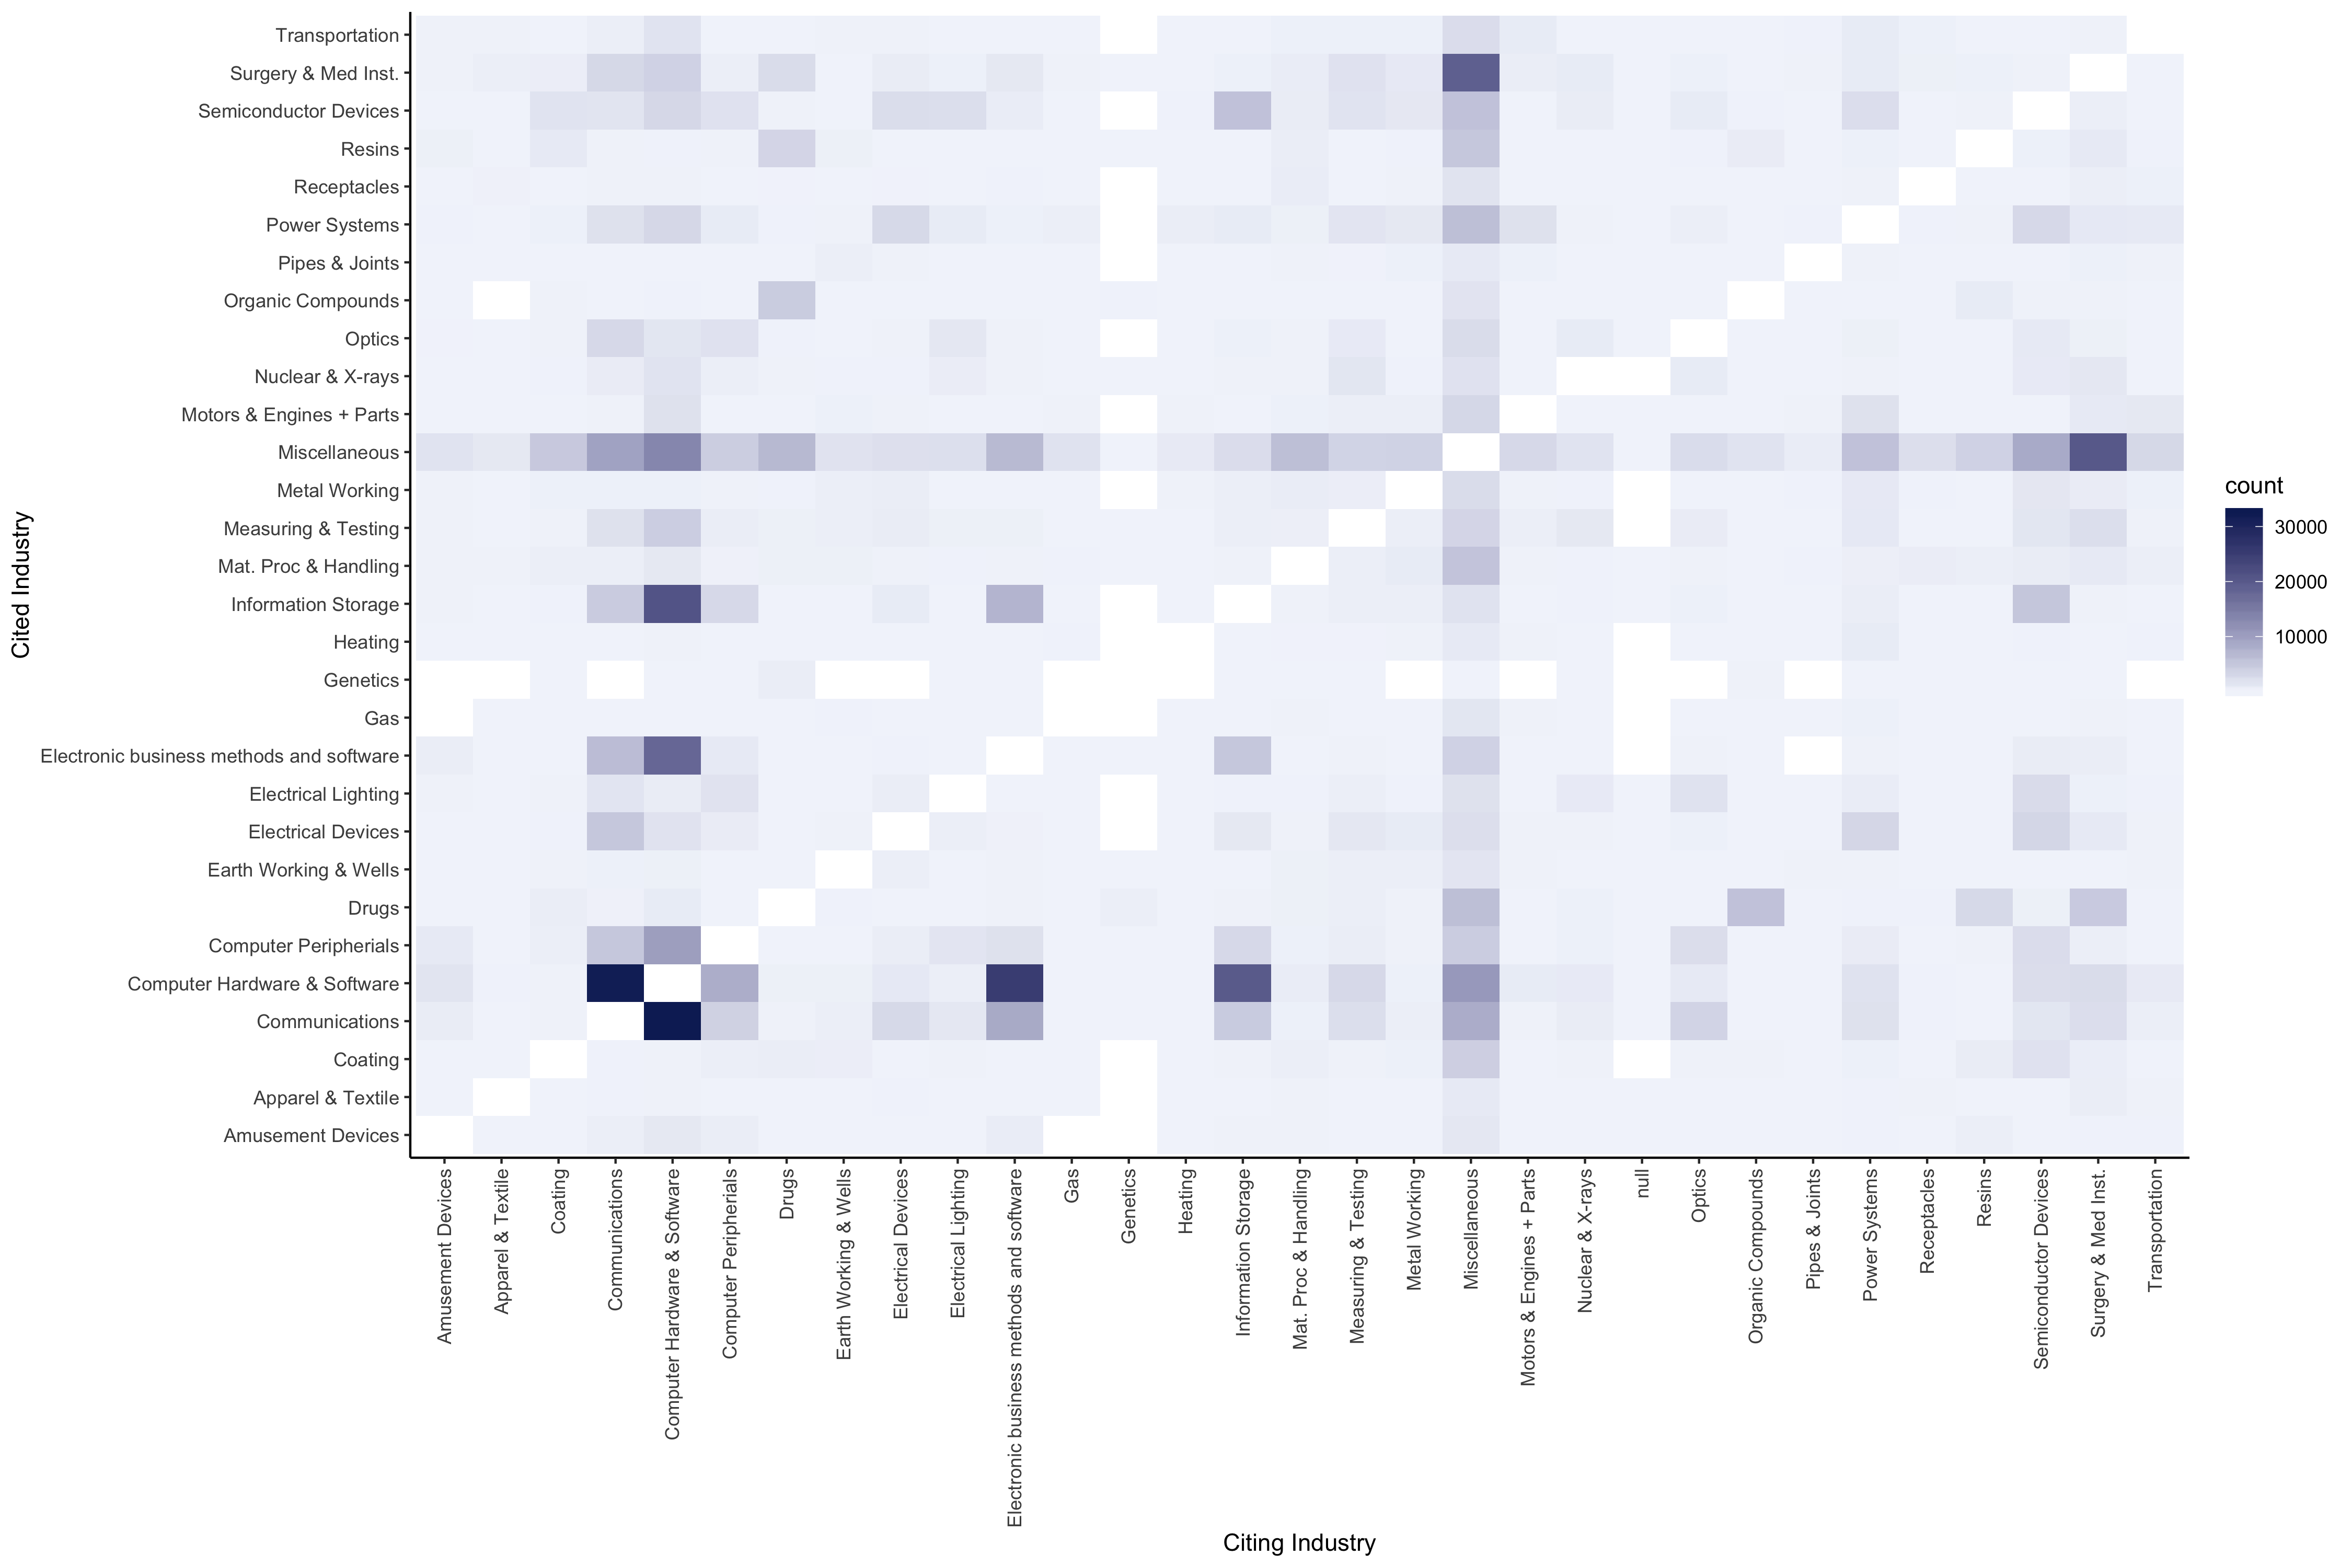 Transportation
Surgery & Med Inst.
Semiconductor Devices
Resins
Receptacles
Power Systems
Pipes & Joints
Organic Compounds
Optics
Nuclear & X-rays
Motors & Engines + Parts
Miscellaneous
Metal Working
Measuring & Testing
Mat. Proc & Handling
Information Storage
Heating
Genetics
Gas
Electronic business methods and software
Electrical Lighting
Electrical Devices
Earth Working & Wells
Drugs
Computer Peripherials
Computer Hardware & Software
Communications
Coating
Apparel & Textile
Amusement Devices
Cited Industry
Amusement Devices
Apparel & Textile
Coating
Communications
Computer Hardware & Software
Computer Peripherials
Drugs
Earth Working & Wells
Electrical Devices
Electrical Lighting
Electronic business methods and software
Gas
Genetics
Heating
Information Storage
Mat. Proc & Handling
Measuring & Testing
Metal Working
Miscellaneous
Motors & Engines + Parts
Nuclear & X-rays
null
Optics
Organic Compounds
Pipes & Joints
Power Systems
Receptacles
Resins
Semiconductor Devices
Surgery & Med Inst.
Transportation
Citing Industry
count
30000
20000
10000